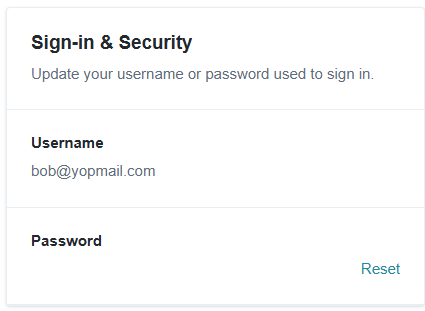 Sign-in & Security
Update your username or password used to sign in.
Username
bob@yopmail.com
Password
Reset